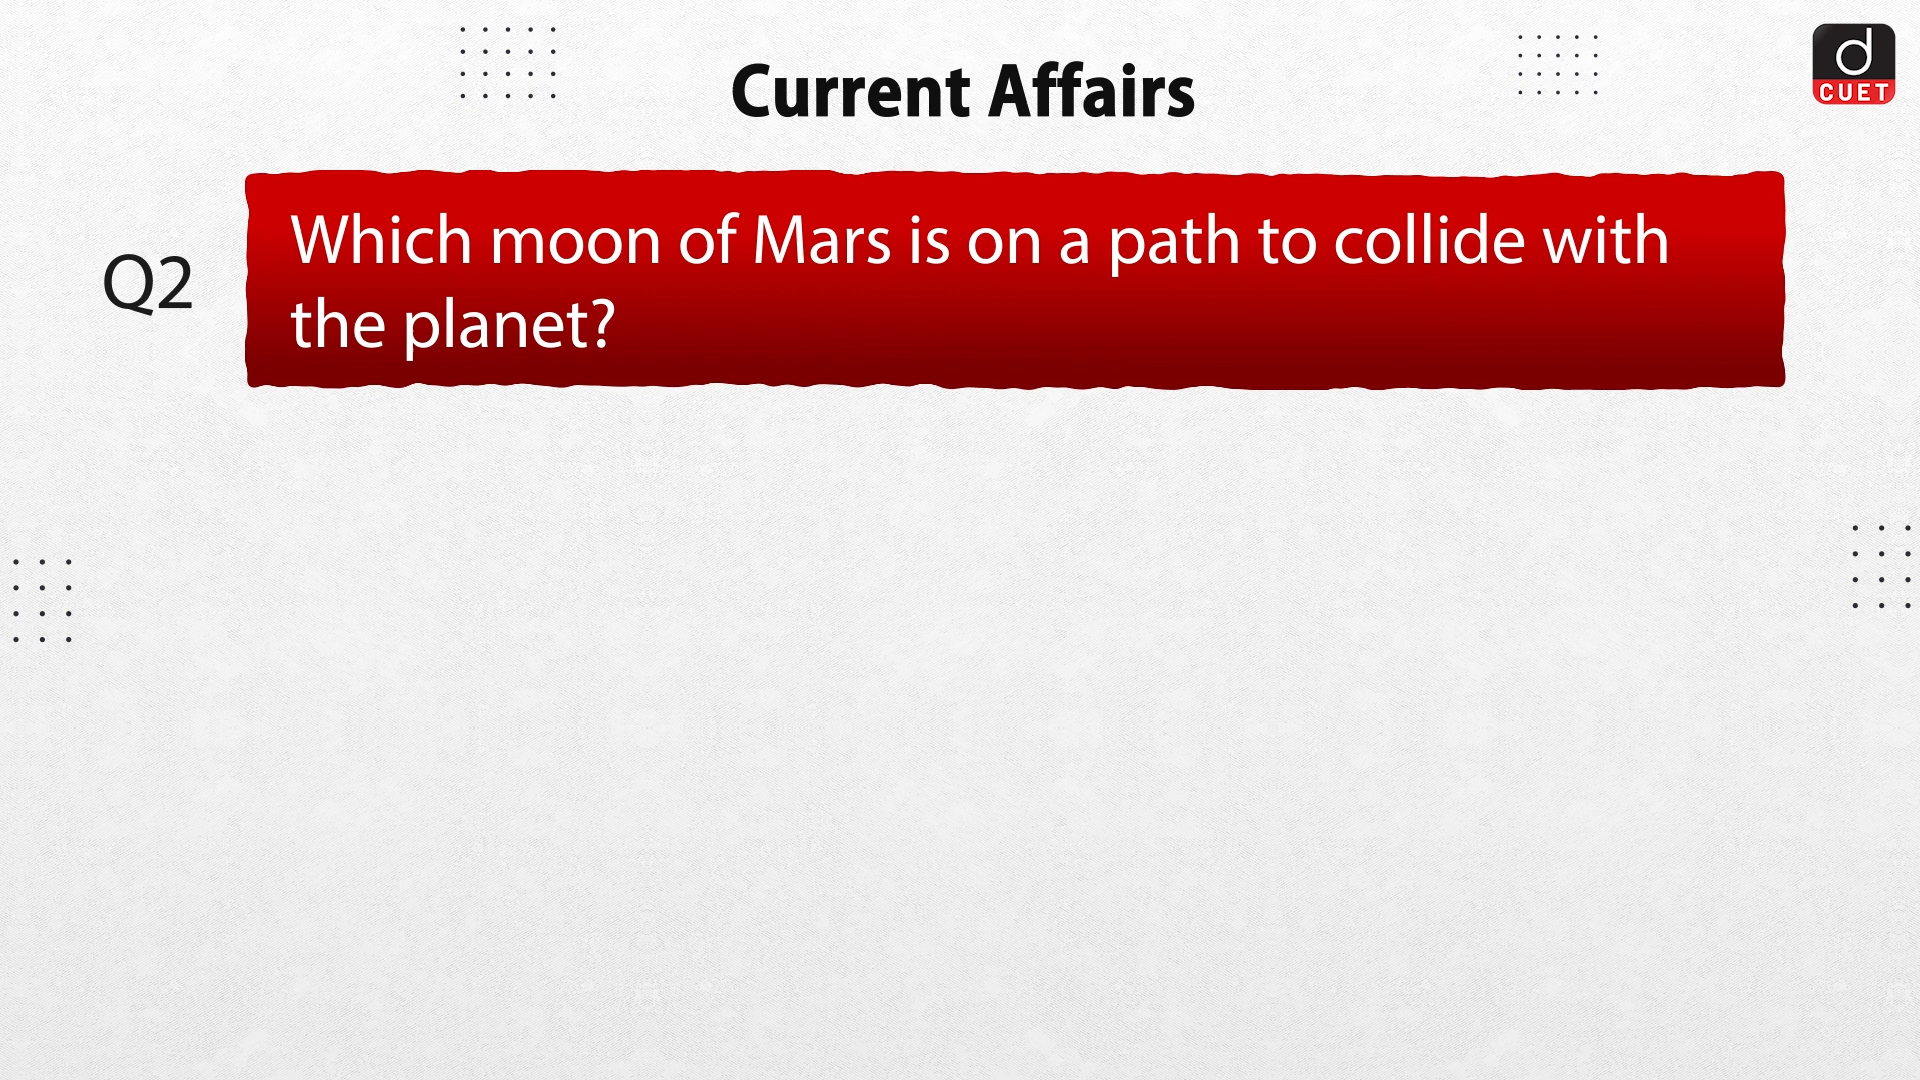 Current Affairs
d
CUET
Q2
Which moon of Mars is on a path to collide with
the planet?